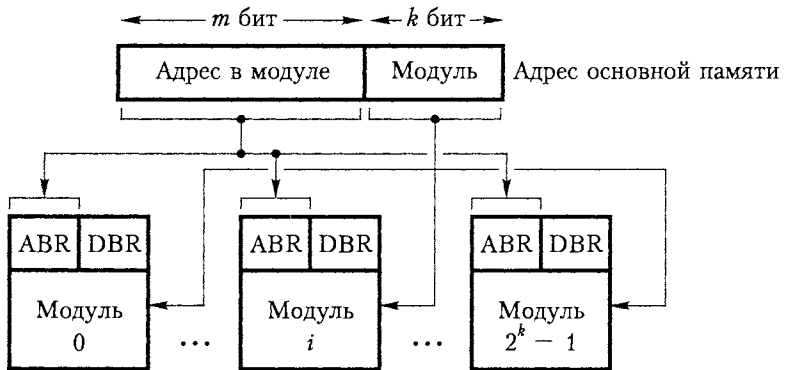 m бит k бит
Адрес в модуле Модуль Адрес основной памяти
ABR DBR ABR DBR ABR DBR
Модуль Модуль Модуль
0 ... i ... 2^k − 1